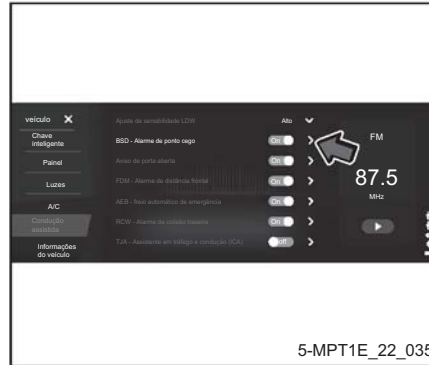 veículo ✕
Chave
inteligente
Painel
Luzes
A/C
Condução
assistida
Informações
do veículo
Ajuste de sensabilidade LDW Alto
BSD - Alarme de ponto cego On
Aviso de porta aberta On
FDM - Alarme de distância frontal On
AEB - freio automático de emergência On
RCW - Alarme de colisão traseira On
TJA - Assistente em tráfego e condução (ICA) off
FM
87.5
MHz
5-MPT1E_22_035